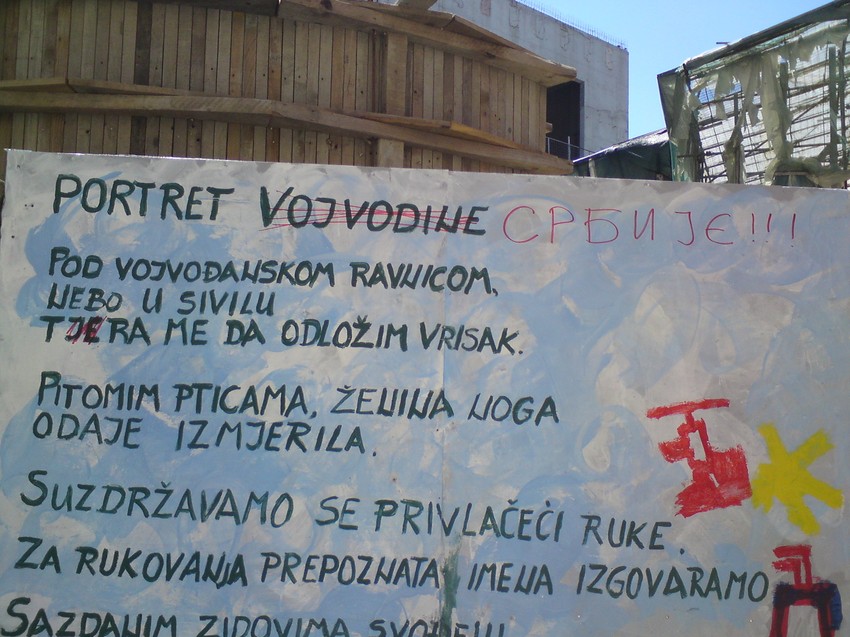 PORTRET VOJVODINE СРБИЈЕ!!!
POD VOJVOĐANSKOM RAVNICOM,
NEBO U SIVILU
TJERA ME DA ODLOŽIM VRISAK.
PITOMIM PTICAMA, ŽENINA NOGA
ODAJE IZMJERILA.
SUZDRŽAVAMO SE PRIVLAČEĆI RUKE.
ZA RUKOVANJA PREPOZNATA IMENA IZGOVARAMO
SAZDANIM ZIDOVIMA